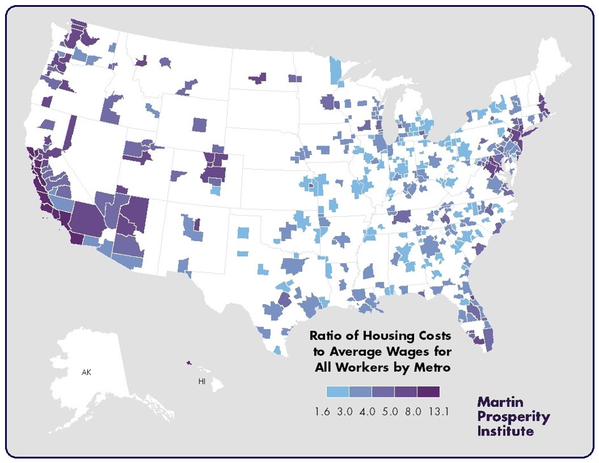 Ratio of Housing Costs
to Average Wages for
All Workers by Metro
AK
HI
1.6 3.0 4.0 5.0 8.0 13.1
Martin
Prosperity
Institute